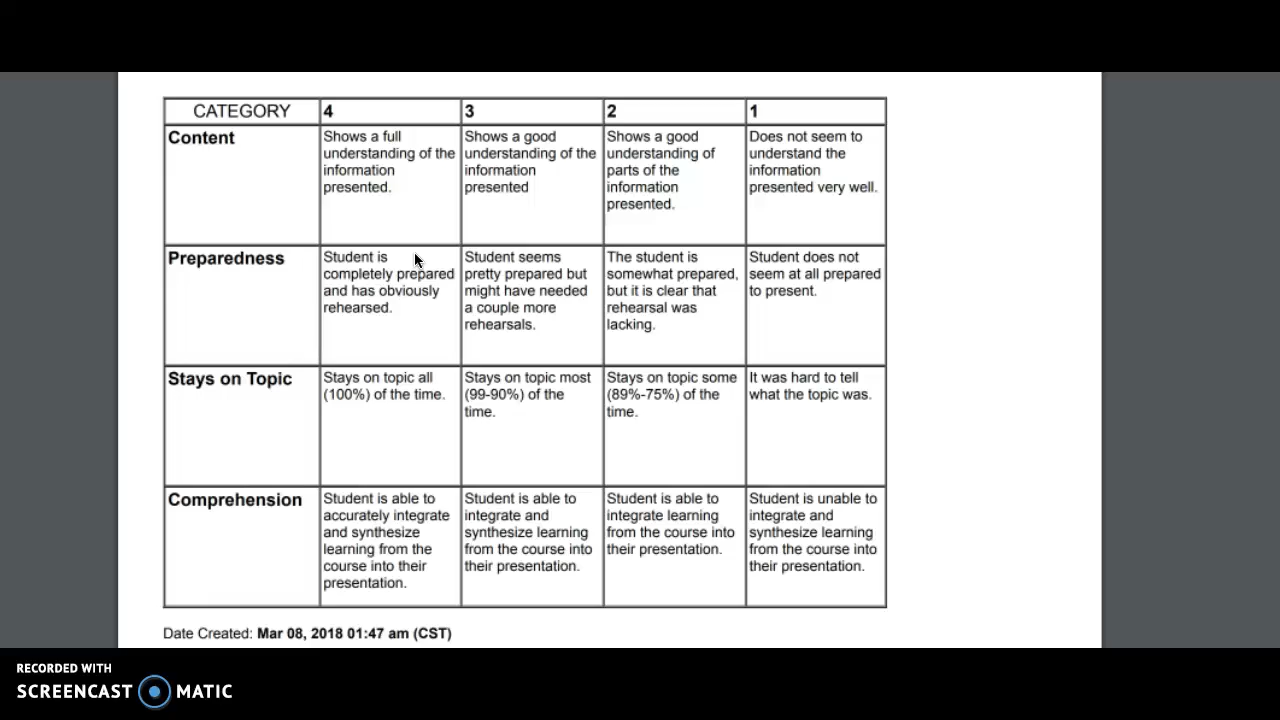 CATEGORY 4 3 2 1
Content
Shows a full
understanding of the
information
presented.
Shows a good
understanding of the
information
presented
Shows a good
understanding of
parts of the
information
presented.
Does not seem to
understand the
information
presented very well.
Preparedness
Student is
completely prepared
and has obviously
rehearsed.
Student seems
pretty prepared but
might have needed
a couple more
rehearsals.
The student is
somewhat prepared,
but it is clear that
rehearsal was
lacking.
Student does not
seem at all prepared
to present.
Stays on Topic
Stays on topic all
(100%) of the time.
Stays on topic most
(99-90%) of the
time.
Stays on topic some
(89%-75%) of the
time.
It was hard to tell
what the topic was.
Comprehension
Student is able to
accurately integrate
and synthesize
learning from the
course into their
presentation.
Student is able to
integrate and
synthesize learning
from the course into
their presentation.
Student is able to
integrate learning
from the course into
their presentation.
Student is unable to
integrate and
synthesize learning
from the course into
their presentation.
Date Created: Mar 08, 2018 01:47 am (CST)
RECORDED WITH
SCREENCAST MATIC